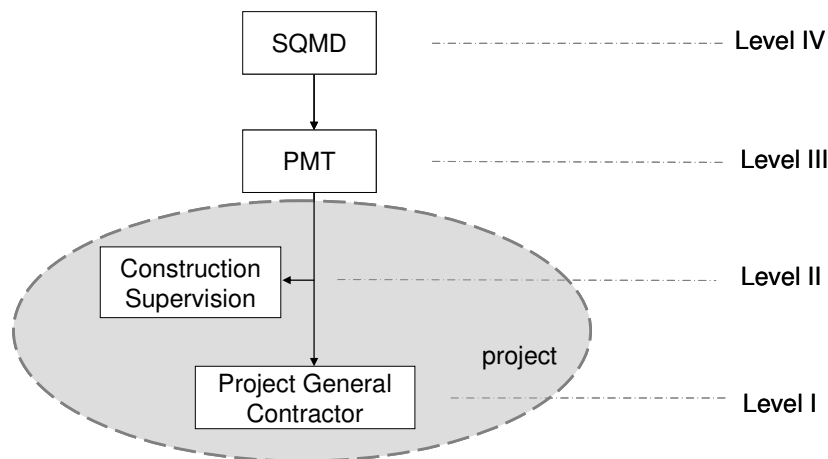 SQMD
Level IV
PMT
Level III
Construction
Supervision
Level II
project
Project General
Contractor
Level I